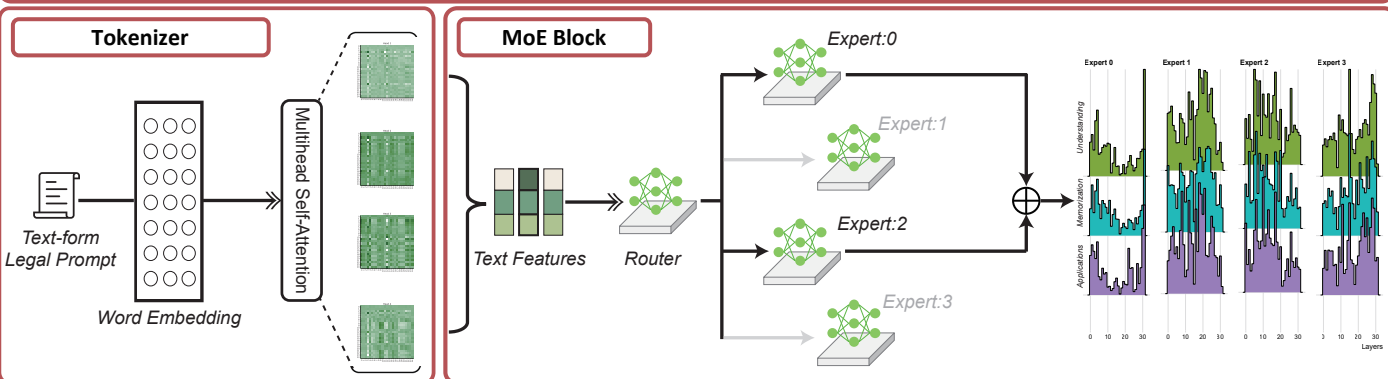 Tokenizer
Text-form
Legal Prompt
Word Embedding
Multihead Self-Attention
MoE Block
Text Features
Router
Expert:0
Expert:1
Expert:2
Expert:3
Expert 0
Expert 1
Expert 2
Expert 3
Understanding
Memorization
Applications
0 10 20 30
0 10 20 30
0 10 20 30
0 10 20 30
Layers